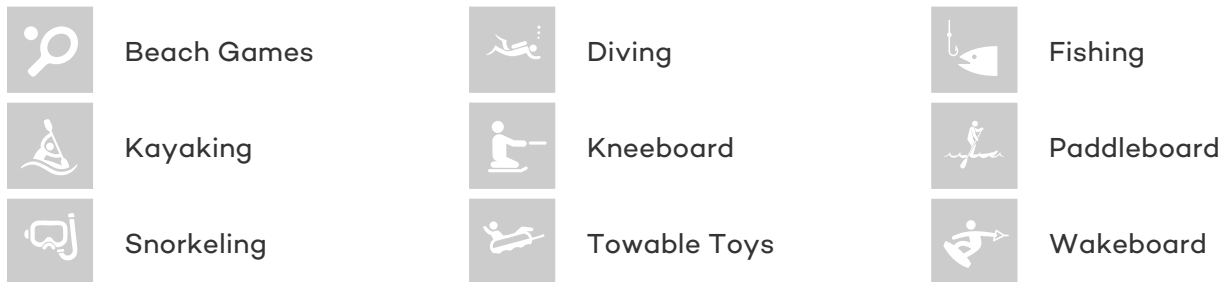 Beach Games
Diving
Fishing
Kayaking
Kneeboard
Paddleboard
Snorkeling
Towable Toys
Wakeboard